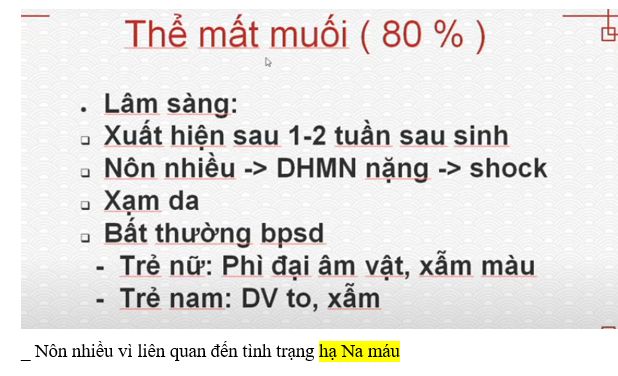 Thể mất muối ( 80 % )
• Lâm sàng:
❑ Xuất hiện sau 1-2 tuần sau sinh
❑ Nôn nhiều -> DHMN nặng -> shock
❑ Xạm da
❑ Bất thường bpsd
- Trẻ nữ: Phì đại âm vật, xẫm màu
- Trẻ nam: DV to, xẫm
_ Nôn nhiều vì liên quan đến tình trạng hạ Na máu